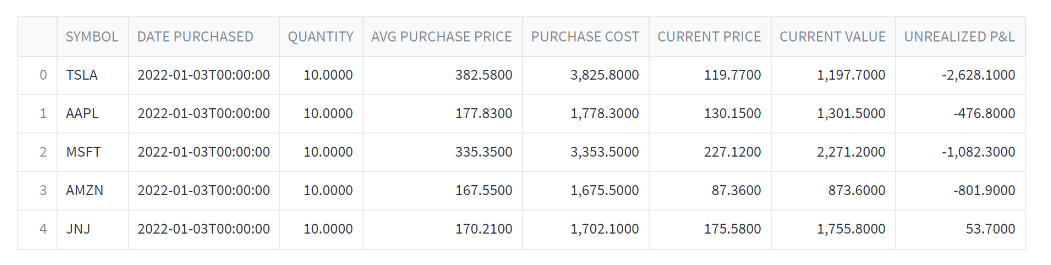 SYMBOL DATE PURCHASED QUANTITY AVG PURCHASE PRICE PURCHASE COST CURRENT PRICE CURRENT VALUE UNREALIZED P&L
0 TSLA 2022-01-03T00:00:00 10.0000 382.5800 3,825.8000 119.7700 1,197.7000 -2,628.1000
1 AAPL 2022-01-03T00:00:00 10.0000 177.8300 1,778.3000 130.1500 1,301.5000 -476.8000
2 MSFT 2022-01-03T00:00:00 10.0000 335.3500 3,353.5000 227.1200 2,271.2000 -1,082.3000
3 AMZN 2022-01-03T00:00:00 10.0000 167.5500 1,675.5000 87.3600 873.6000 -801.9000
4 JNJ 2022-01-03T00:00:00 10.0000 170.2100 1,702.1000 175.5800 1,755.8000 53.7000